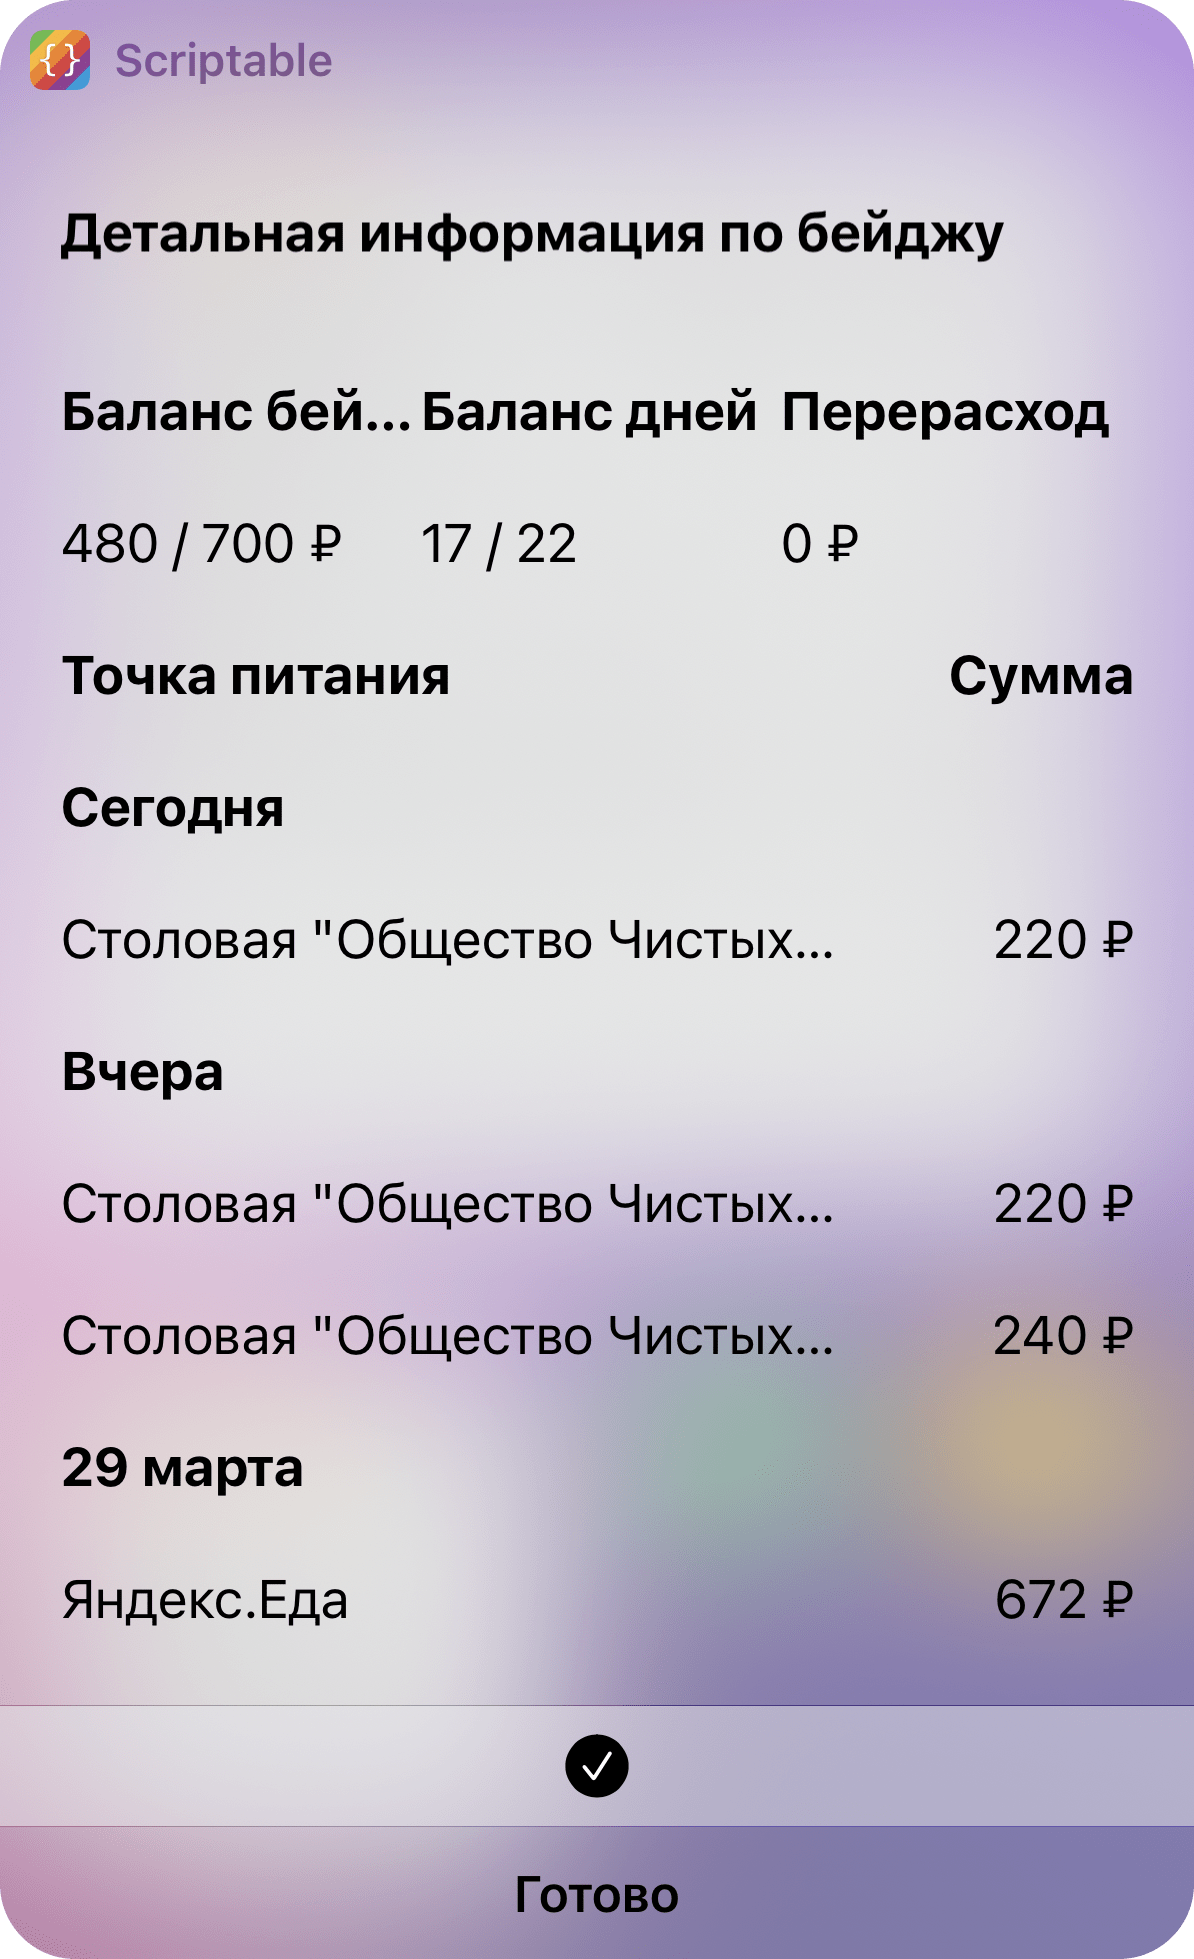 Scriptable
Детальная информация по бейджу
Баланс бей... Баланс дней Перерасход
480 / 700 ₽ 17 / 22 0 ₽
Точка питания Сумма
Сегодня
Столовая "Общество Чистых... 220 ₽
Вчера
Столовая "Общество Чистых... 220 ₽
Столовая "Общество Чистых... 240 ₽
29 марта
Яндекс.Еда 672 ₽
Готово